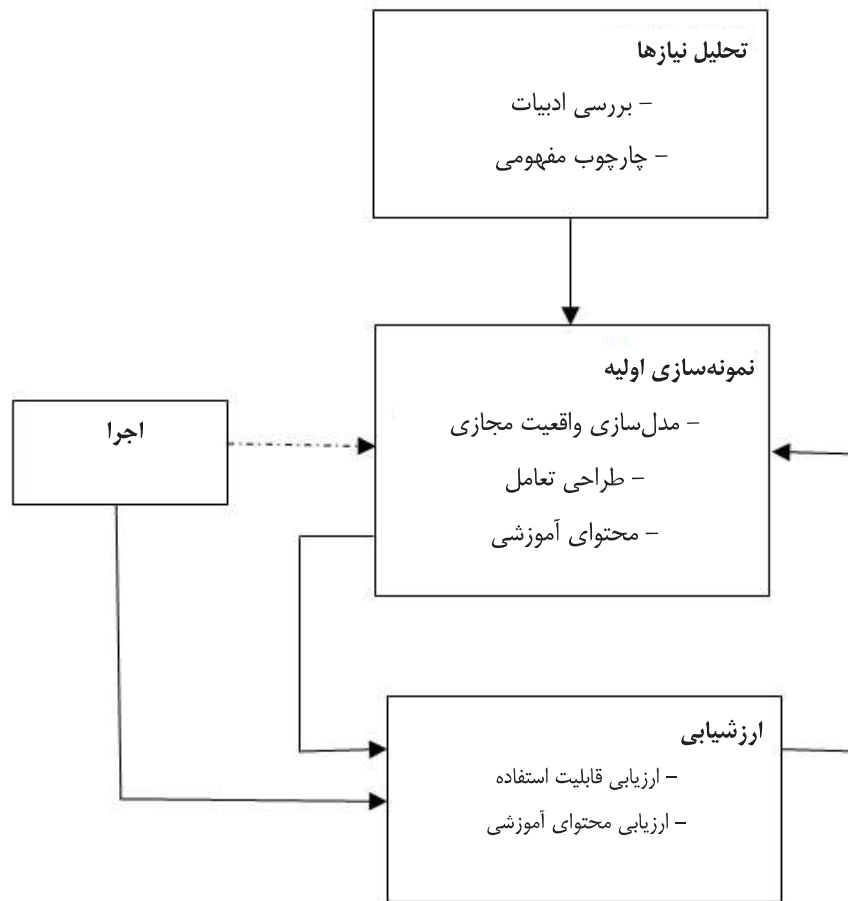 تحلیل نیازها
– بررسی ادبیات
– چارچوب مفهومی
نمونه‌سازی اولیه
– مدل‌سازی واقعیت مجازی
– طراحی تعامل
– محتوای آموزشی
اجرا
ارزشیابی
– ارزیابی قابلیت استفاده
– ارزیابی محتوای آموزشی